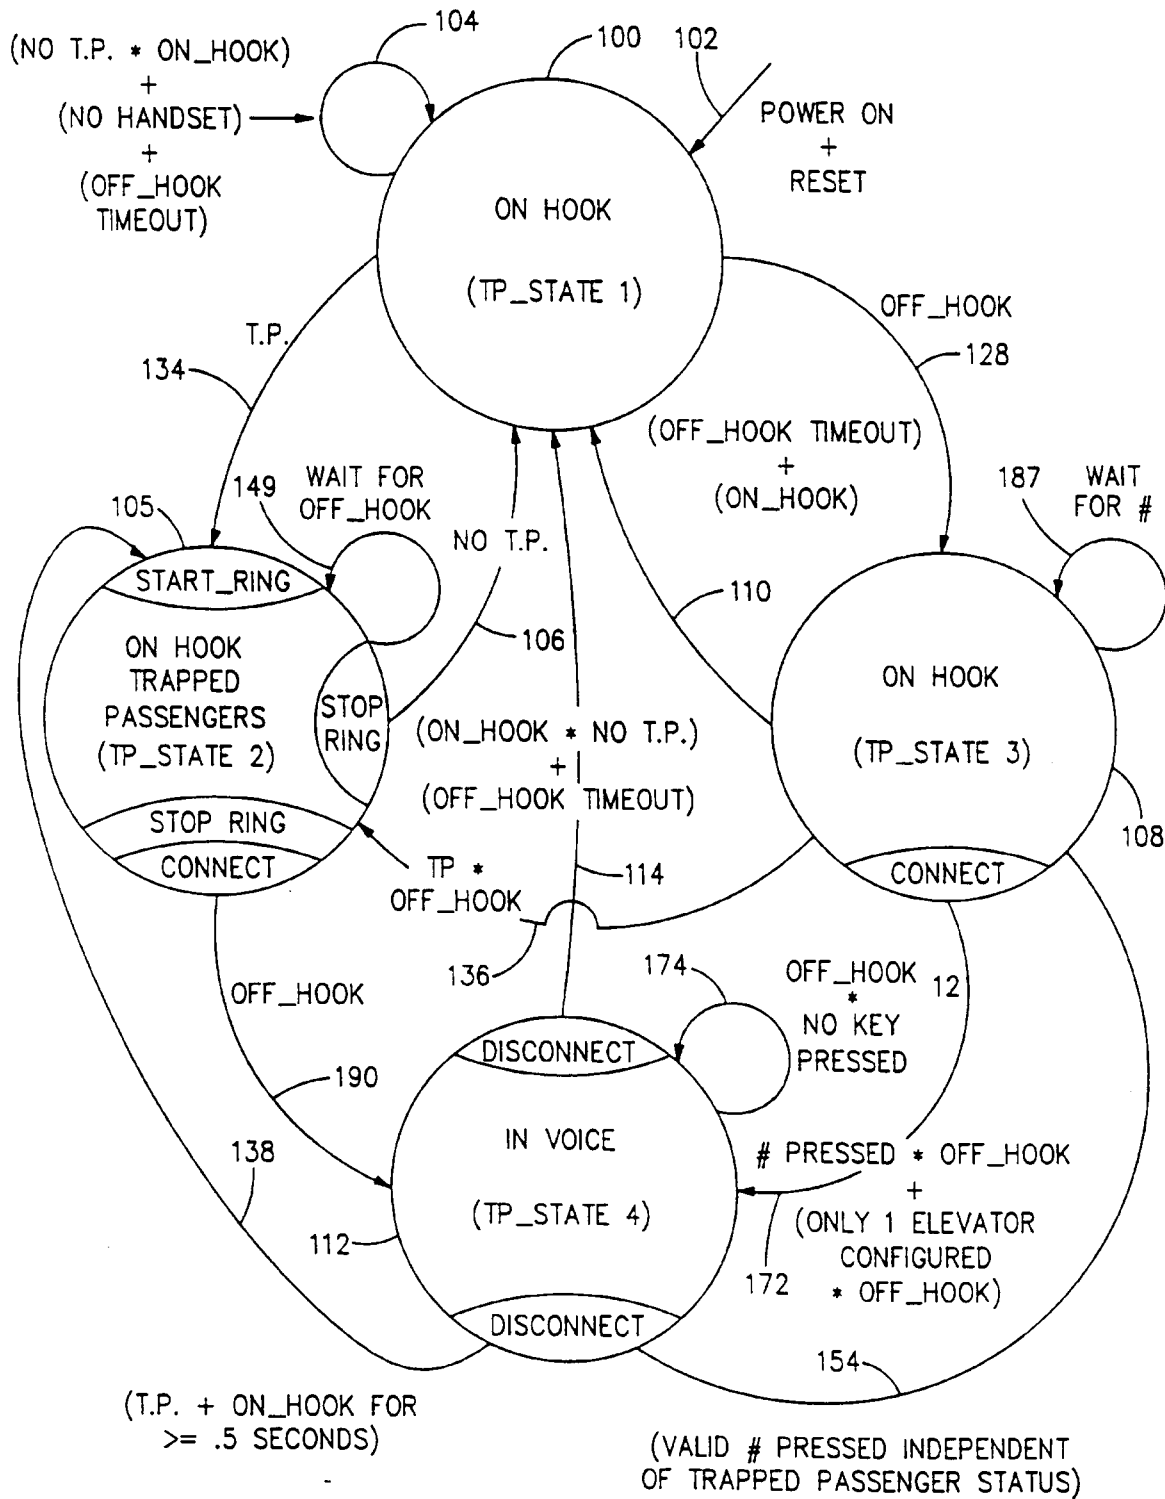 104
100
102
(NO T.P. * ON_HOOK)
+
(NO HANDSET)
+
(OFF_HOOK
TIMEOUT)
POWER ON
+
RESET
ON HOOK
(TP_STATE 1)
T.P.
134
OFF_HOOK
128
(OFF_HOOK TIMEOUT)
+
(ON_HOOK)
WAIT FOR
OFF_HOOK
149
105
187
WAIT
FOR #
NO T.P.
START_RING
106
110
ON HOOK
TRAPPED
PASSENGERS
(TP_STATE 2)
STOP
RING
ON HOOK
(TP_STATE 3)
(ON_HOOK * NO T.P.)
+
(OFF_HOOK TIMEOUT)
STOP RING
CONNECT
108
TP *
OFF_HOOK
114
CONNECT
136
174
OFF_HOOK
*
NO KEY
PRESSED
12
OFF_HOOK
190
DISCONNECT
IN VOICE
(TP_STATE 4)
138
112
# PRESSED * OFF_HOOK
+
(ONLY 1 ELEVATOR
CONFIGURED
* OFF_HOOK)
172
DISCONNECT
154
(T.P. + ON_HOOK FOR
>= .5 SECONDS)
(VALID # PRESSED INDEPENDENT
OF TRAPPED PASSENGER STATUS)